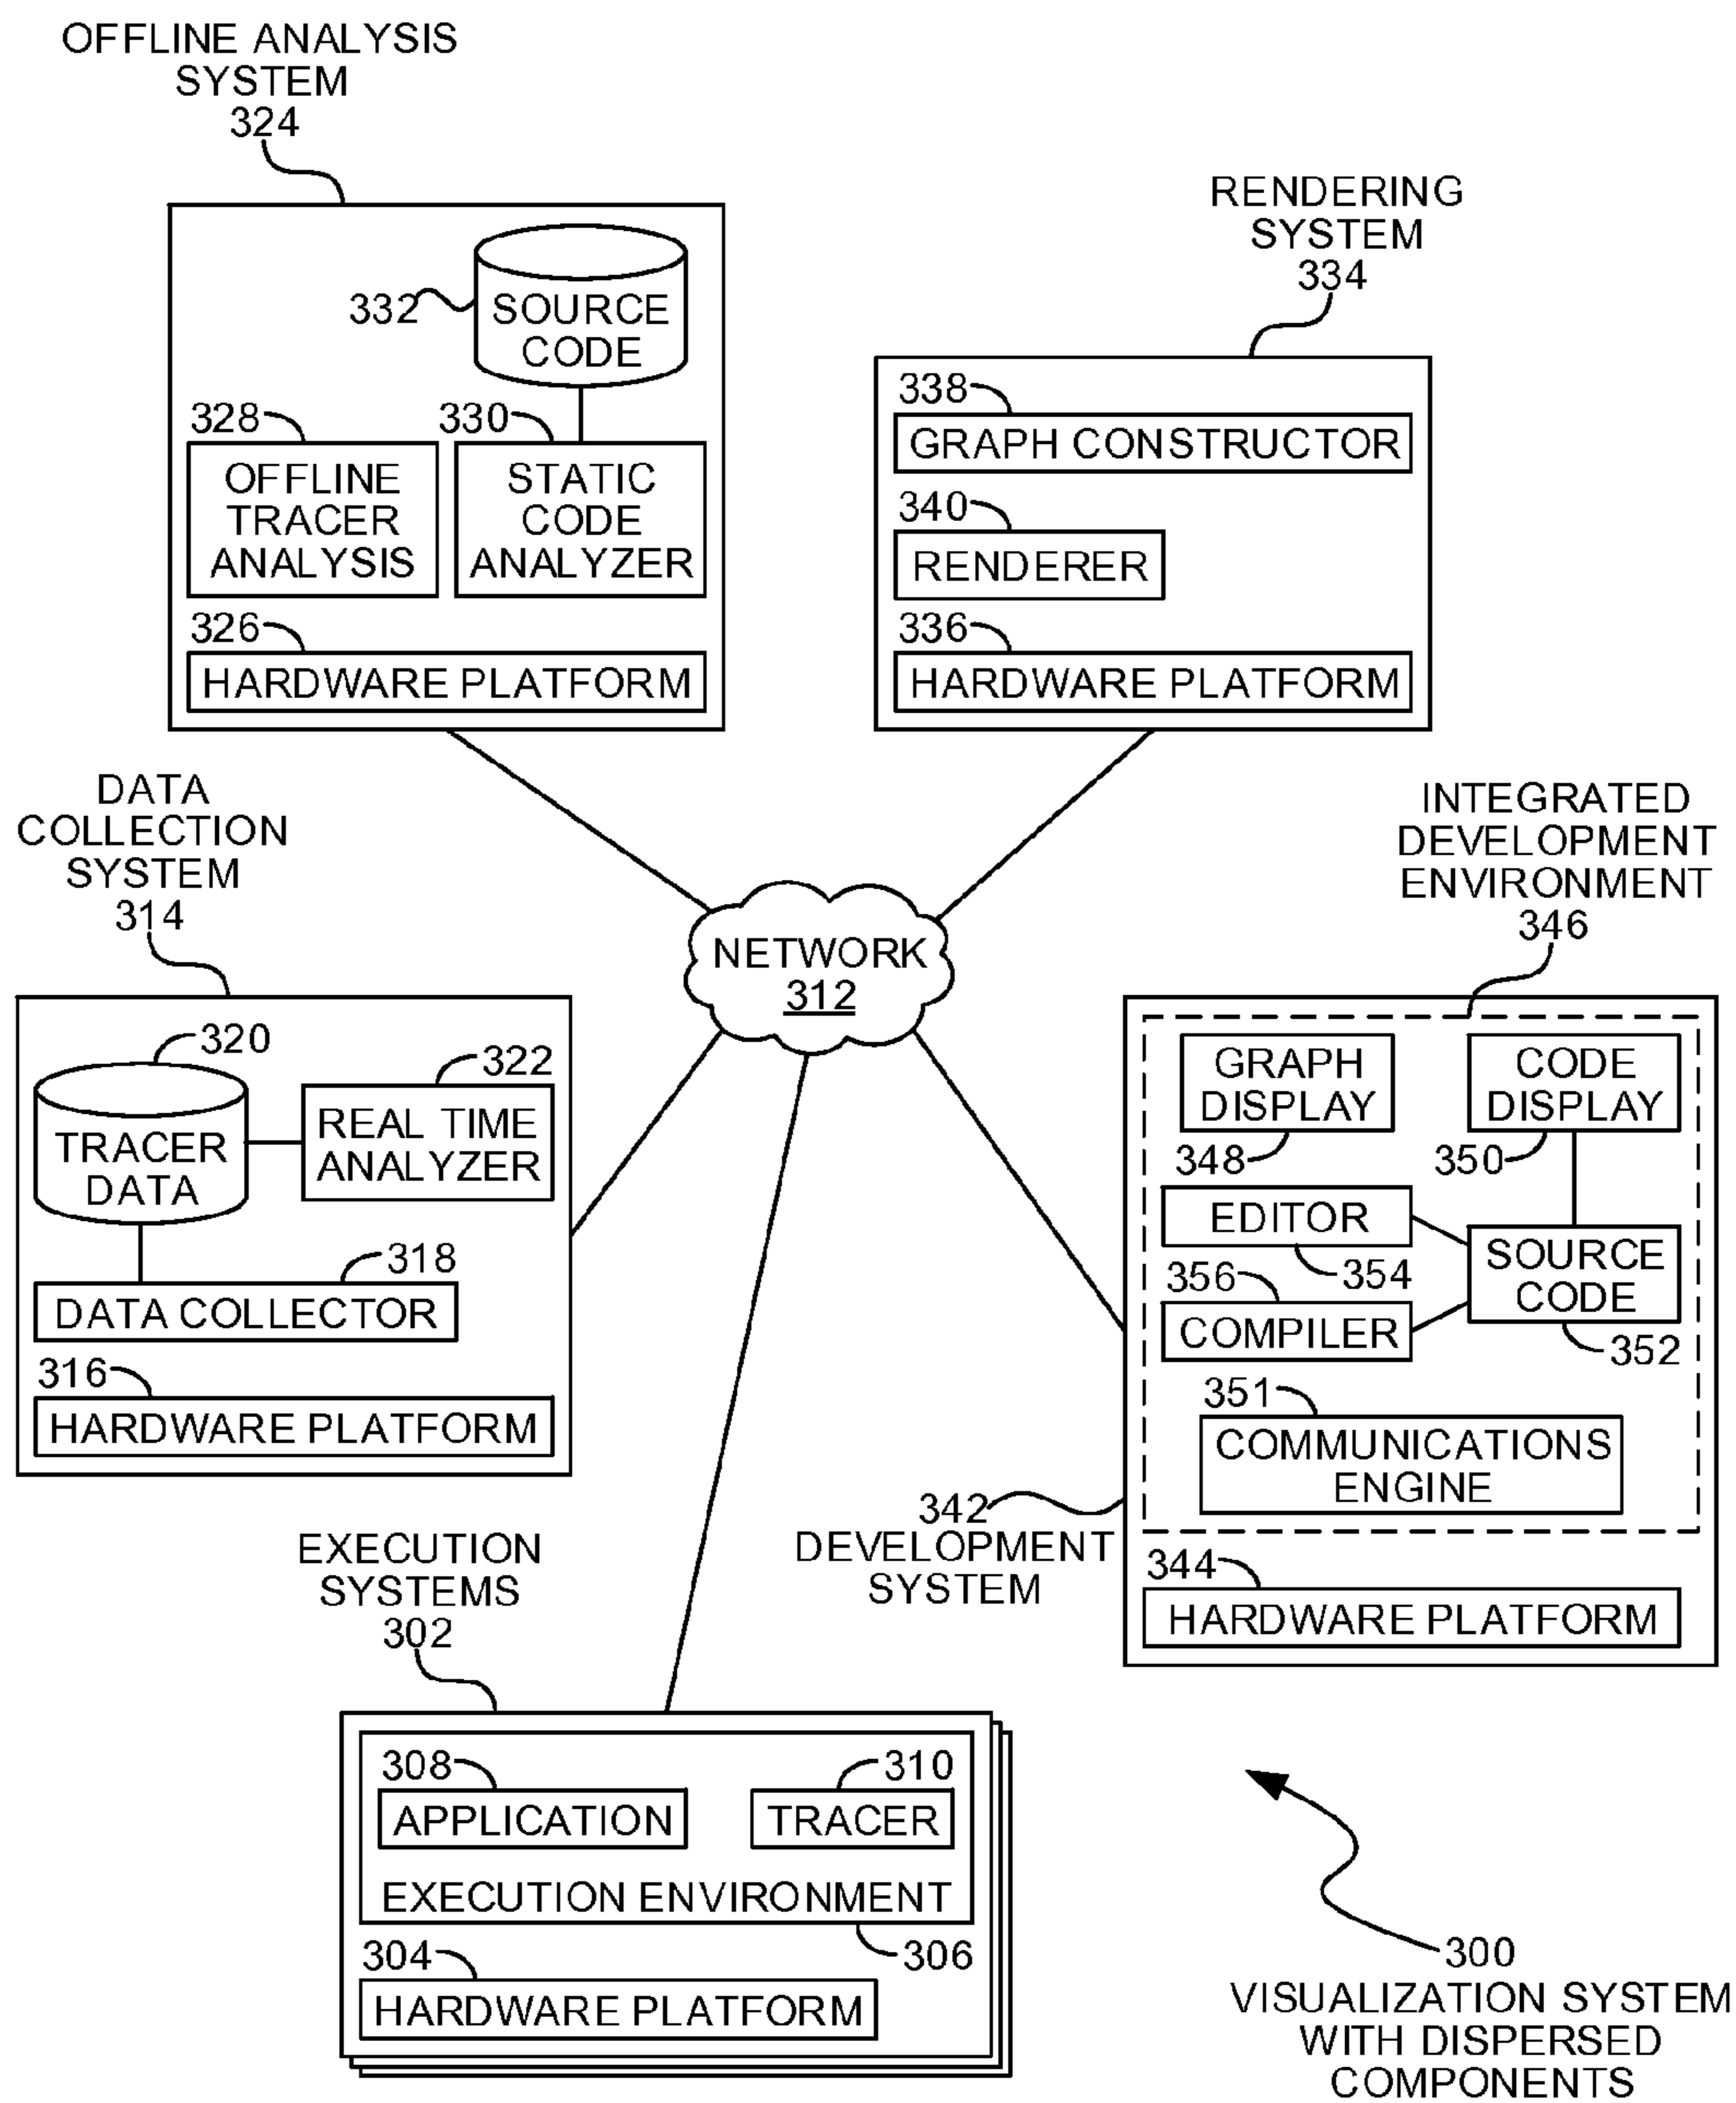 OFFLINE ANALYSIS
SYSTEM
324
332
SOURCE
CODE
328
330
OFFLINE
TRACER
ANALYSIS
STATIC
CODE
ANALYZER
326
HARDWARE PLATFORM
RENDERING
SYSTEM
334
338
GRAPH CONSTRUCTOR
340
RENDERER
336
HARDWARE PLATFORM
DATA
COLLECTION
SYSTEM
314
320
322
TRACER
DATA
REAL TIME
ANALYZER
318
DATA COLLECTOR
316
HARDWARE PLATFORM
NETWORK
312
INTEGRATED
DEVELOPMENT
ENVIRONMENT
346
GRAPH
DISPLAY
348
CODE
DISPLAY
350
EDITOR
354
SOURCE
CODE
352
356
COMPILER
351
COMMUNICATIONS
ENGINE
342
DEVELOPMENT
SYSTEM
344
HARDWARE PLATFORM
EXECUTION
SYSTEMS
302
308
APPLICATION
310
TRACER
EXECUTION ENVIRONMENT
306
304
HARDWARE PLATFORM
300
VISUALIZATION SYSTEM
WITH DISPERSED
COMPONENTS